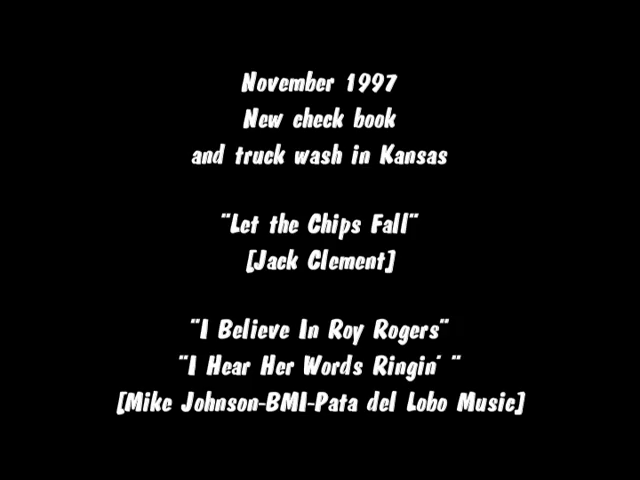 November 1997
New check book
and truck wash in Kansas
"Let the Chips Fall"
[Jack Clement]
"I Believe In Roy Rogers"
"I Hear Her Words Ringin' "
[Mike Johnson-BMI-Pata del Lobo Music]